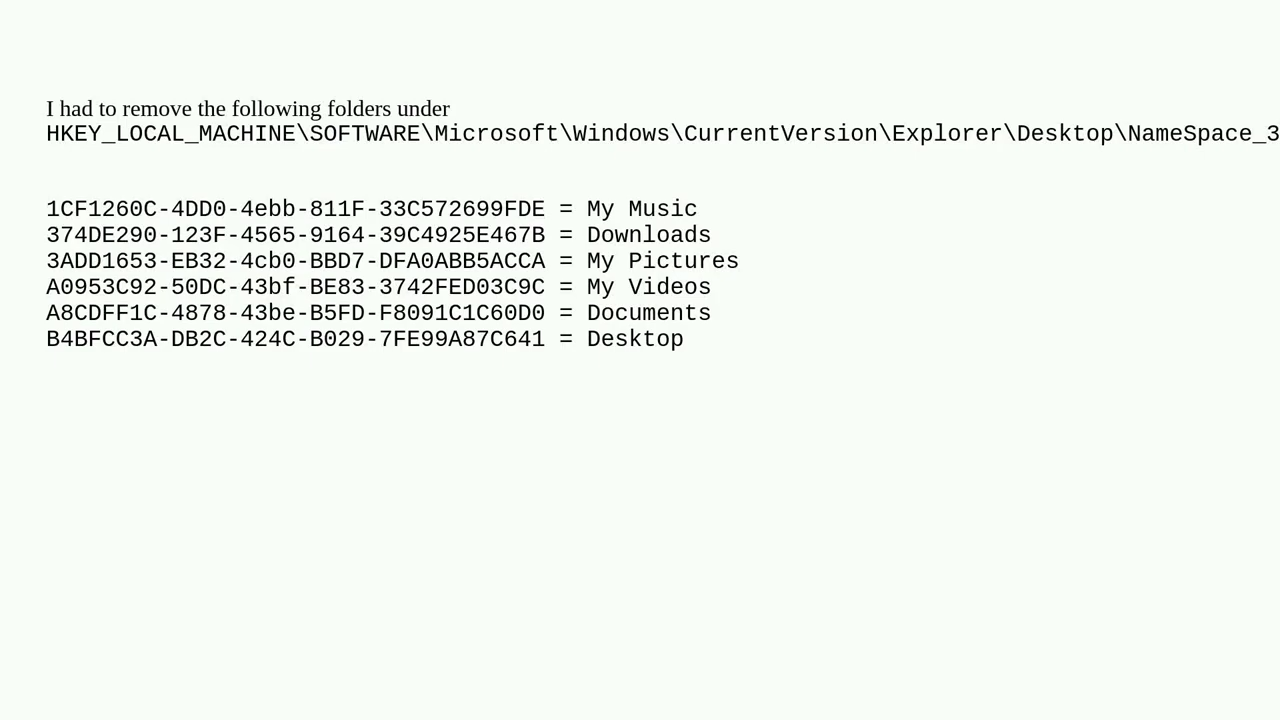 I had to remove the following folders under
HKEY_LOCAL_MACHINE\SOFTWARE\Microsoft\Windows\CurrentVersion\Explorer\Desktop\NameSpace_3
1CF1260C-4DD0-4ebb-811F-33C572699FDE = My Music
374DE290-123F-4565-9164-39C4925E467B = Downloads
3ADD1653-EB32-4cb0-BBD7-DFA0ABB5ACCA = My Pictures
A0953C92-50DC-43bf-BE83-3742FED03C9C = My Videos
A8CDFF1C-4878-43be-B5FD-F8091C1C60D0 = Documents
B4BFCC3A-DB2C-424C-B029-7FE99A87C641 = Desktop